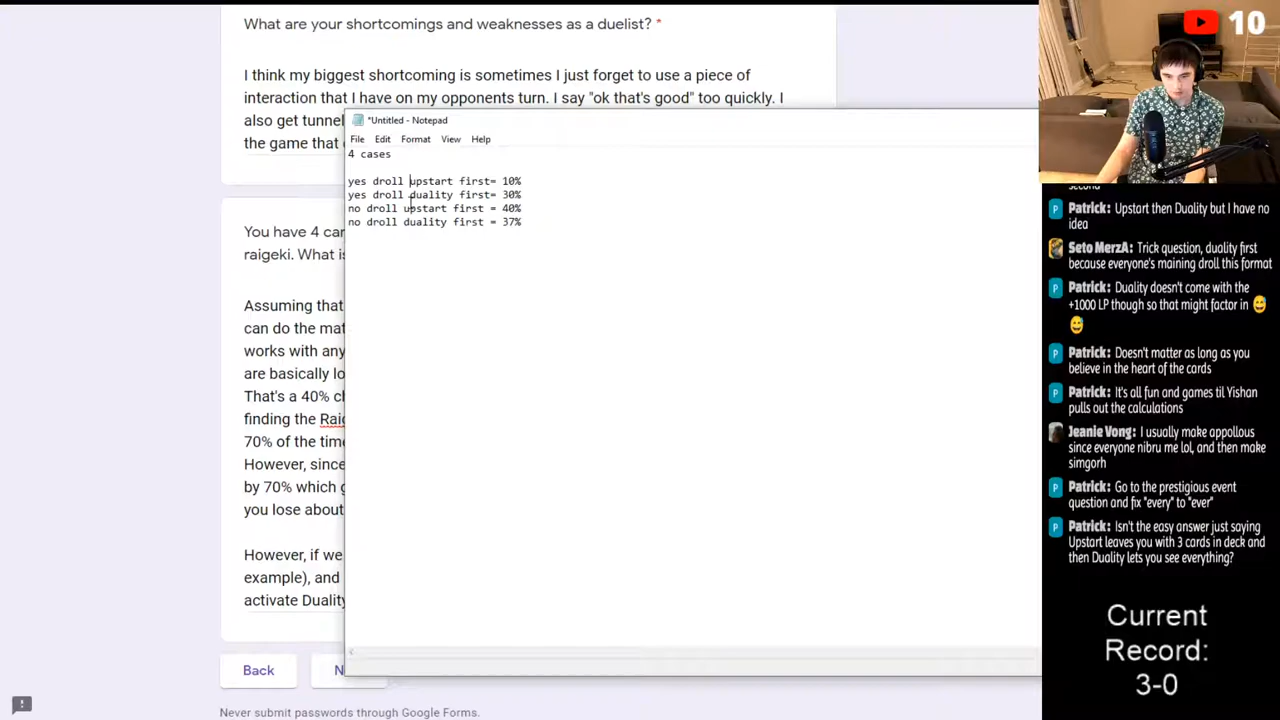 What are your shortcomings and weaknesses as a duelist? *
I think my biggest shortcoming is sometimes I just forget to use a piece of
interaction that I have on my opponents turn. I say "ok that's good" too quickly. I
also get tunnel
the game that
You have 4 car
raigeki. What is
Assuming that
can do the mat
works with any
are basically lo
That's a 40% ch
finding the Raig
70% of the time
However, since
by 70% which g
you lose about
However, if we
example), and
activate Duality
Back
N
Never submit passwords through Google Forms.
*Untitled - Notepad
File Edit Format View Help
4 cases
yes droll upstart first= 10%
yes droll duality first= 30%
no droll upstart first = 40%
no droll duality first = 37%
10
second
Patrick: Upstart then Duality but I have no
idea
Seto MerzA: Trick question, duality first
because everyone's maining droll this format
Patrick: Duality doesn't come with the
+1000 LP though so that might factor in 😅
😅
Patrick: Doesn't matter as long as you
believe in the heart of the cards
Patrick: It's all fun and games til Yishan
pulls out the calculations
Jeanie Vong: I usually make appollous
since everyone nibru me lol, and then make
simgorh
Patrick: Go to the prestigious event
question and fix "every" to "ever"
Patrick: Isn't the easy answer just saying
Upstart leaves you with 3 cards in deck and
then Duality lets you see everything?
Current
Record:
3-0